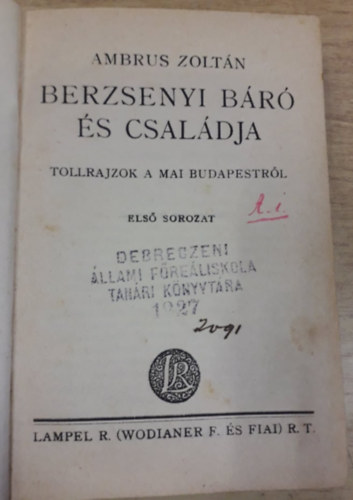 AMBRUS ZOLTÁN
BERZSENYI BÁRÓ
ÉS CSALÁDJA
TOLLRAJZOK A MAI BUDAPESTRŐL
ELSŐ SOROZAT
DEBRECZENI
ÁLLAMI FŐREÁLISKOLA
TANÁRI KÖNYVTÁRA
1927
LR
LAMPEL R. (WODIANER F. ÉS FIAI) R. T.